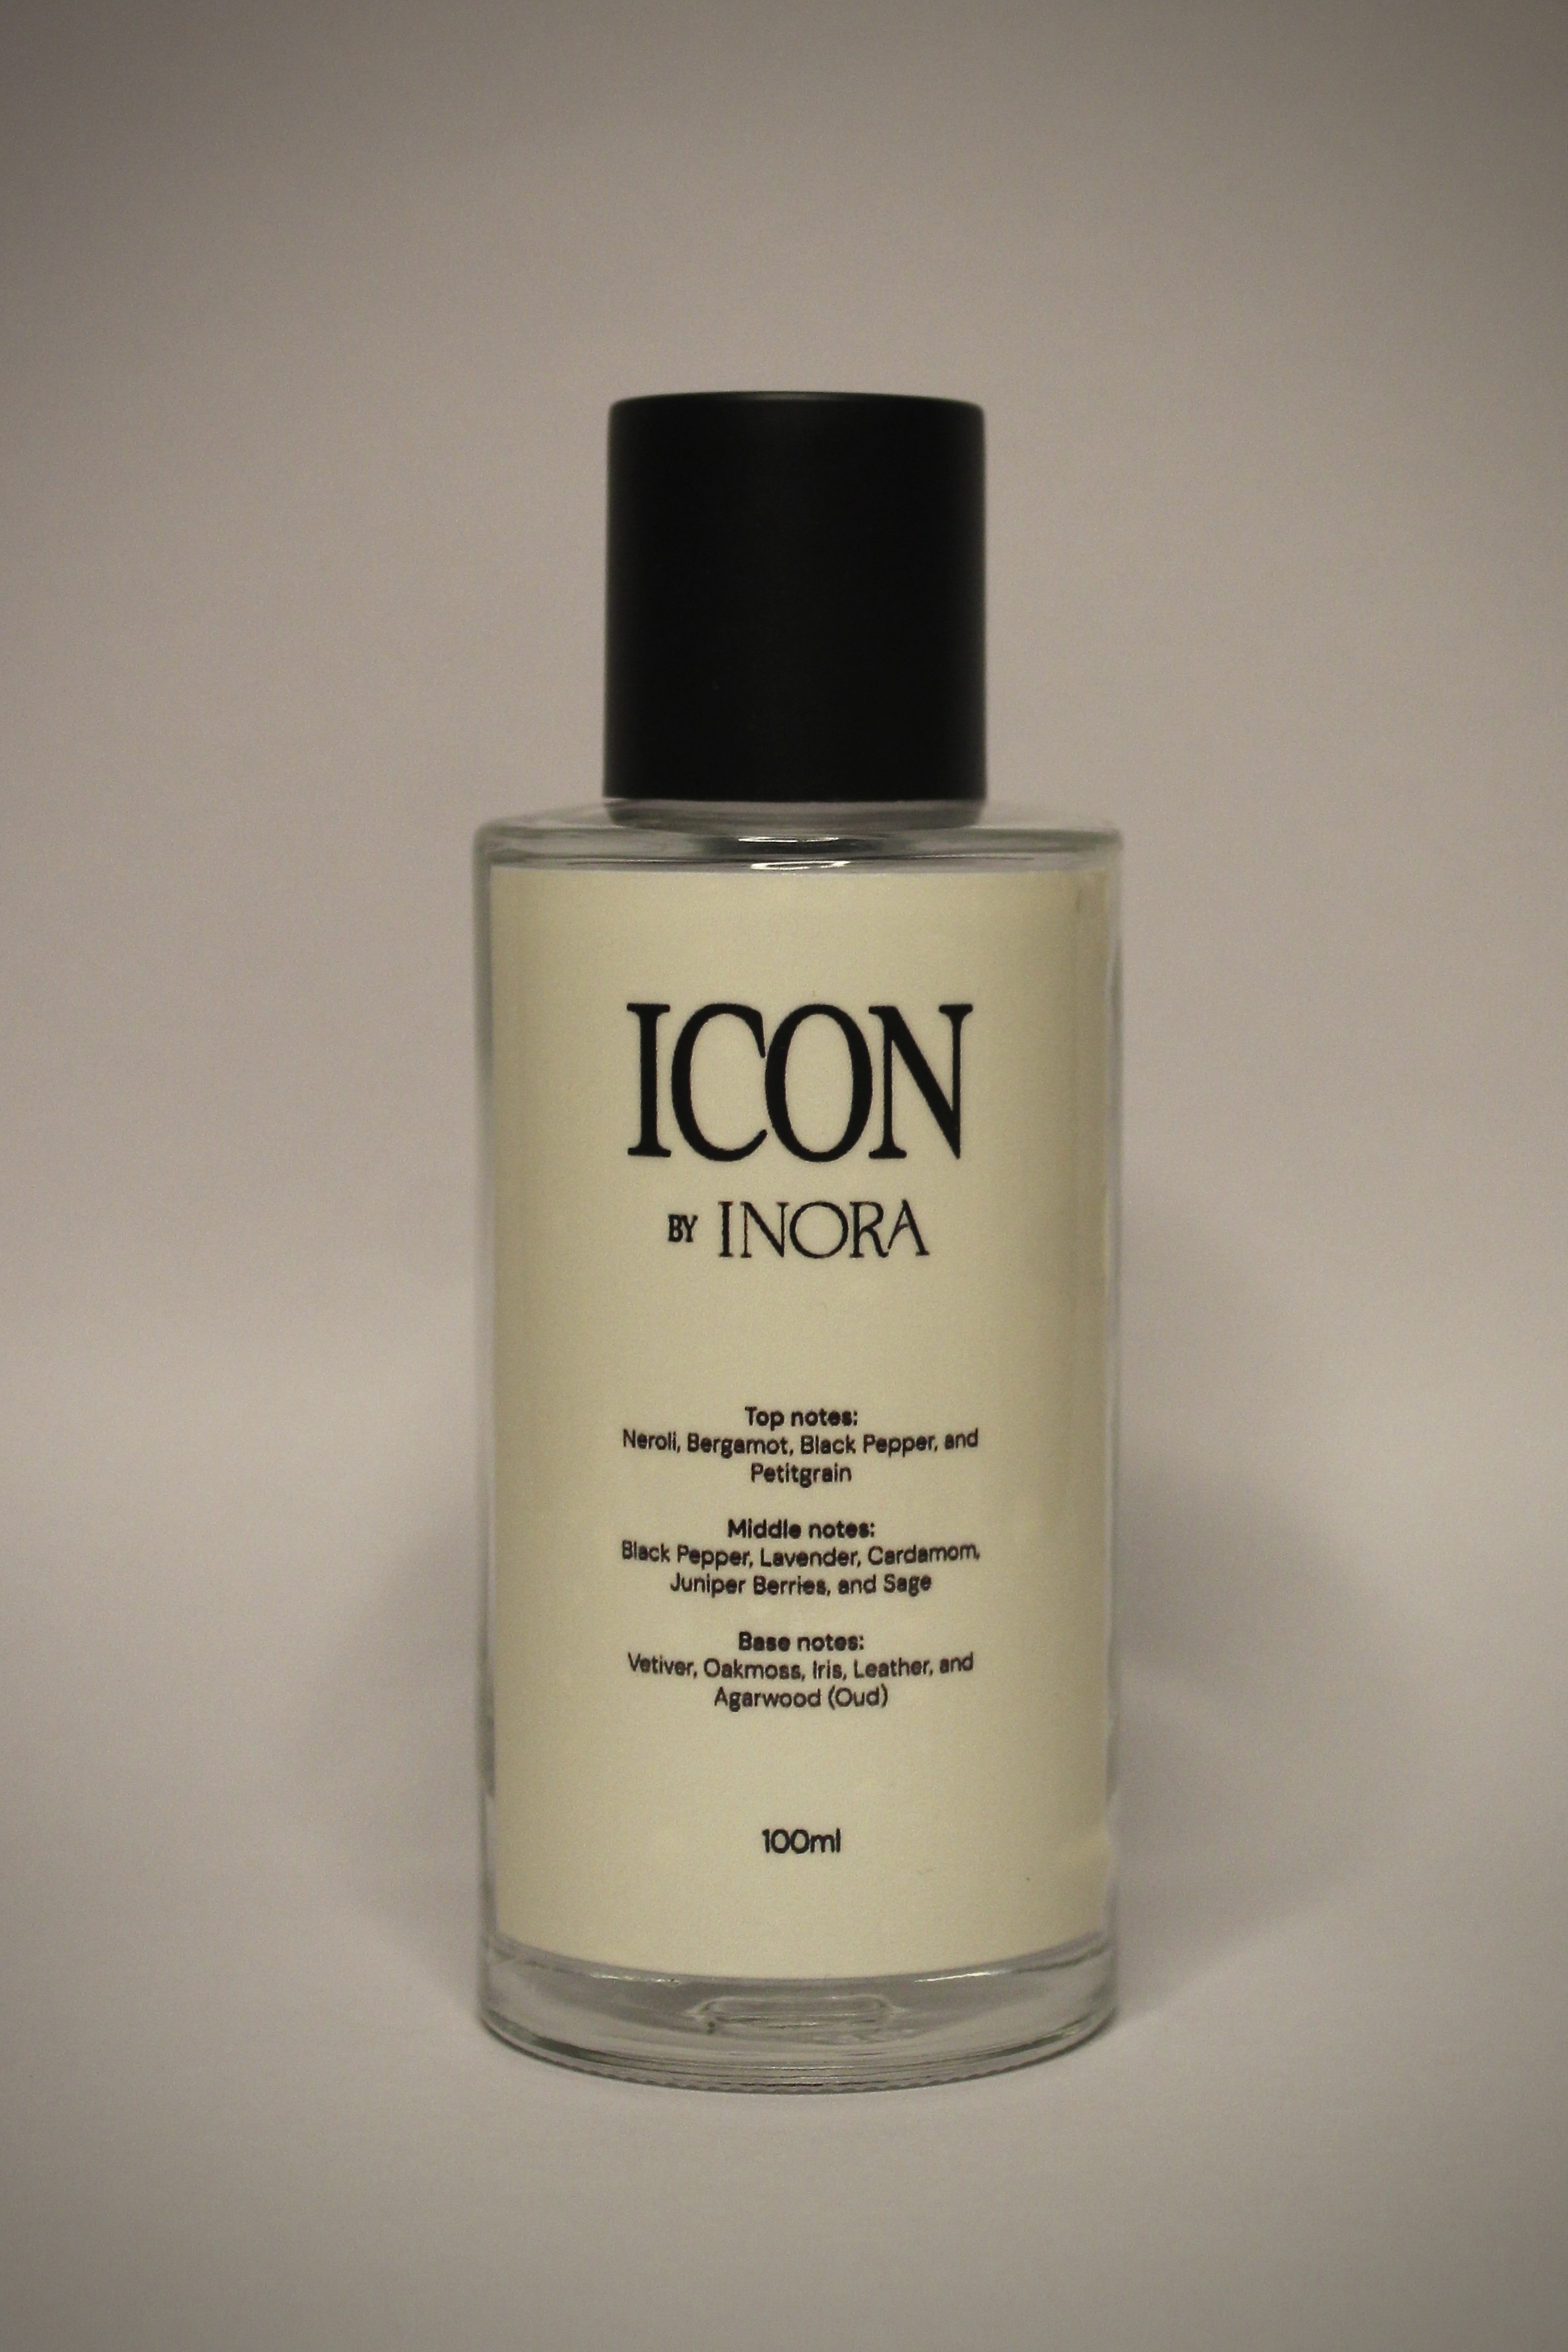 ICON
BY INORA
Top notes:
Neroli, Bergamot, Black Pepper, and
Petitgrain
Middle notes:
Black Pepper, Lavender, Cardamom,
Juniper Berries, and Sage
Base notes:
Vetiver, Oakmoss, Iris, Leather, and
Agarwood (Oud)
100ml